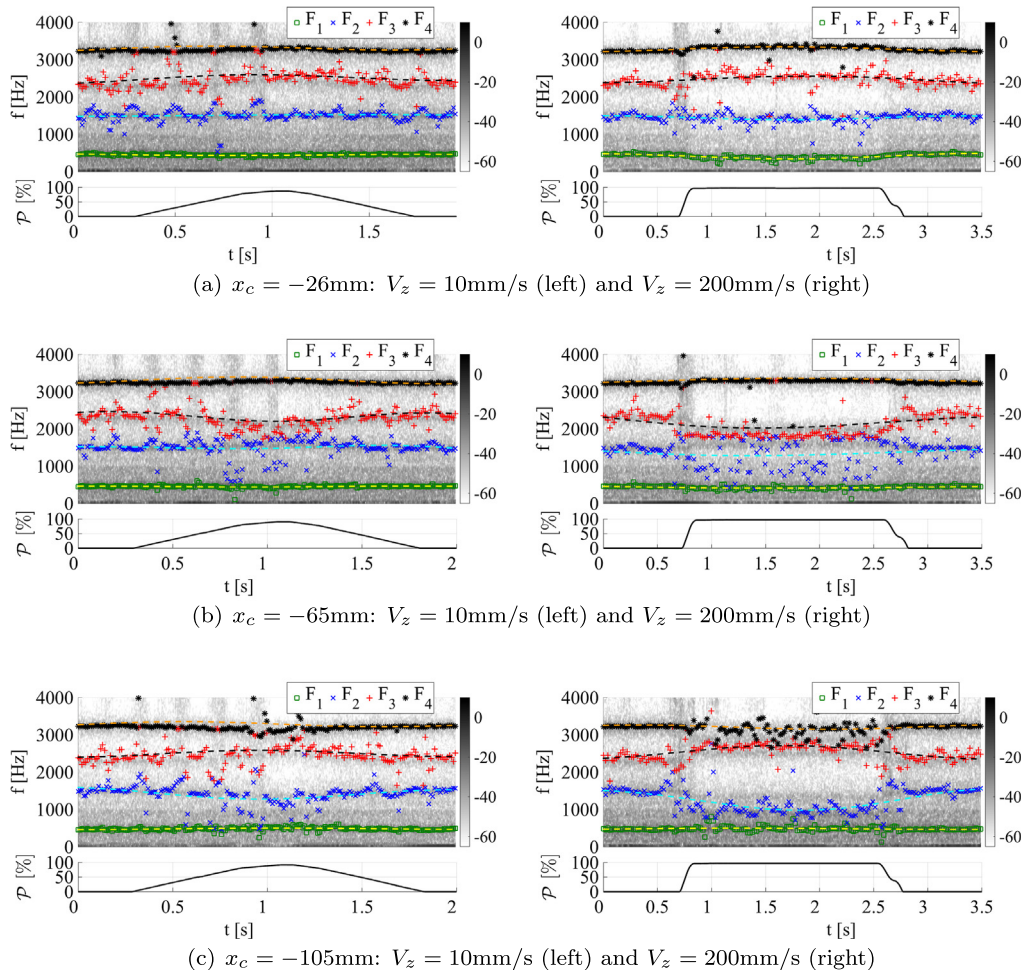 4000
3000
2000
1000
0
f [Hz]
F1 F2 F3 F4
0
-20
-40
-60
100
50
0
𝒫 [%]
0 0.5 1 1.5
t [s]
4000
3000
2000
1000
0
f [Hz]
F1 F2 F3 F4
0
-20
-40
-60
100
50
0
𝒫 [%]
0 0.5 1 1.5 2 2.5 3 3.5
t [s]
(a) x_c = −26mm: V_z = 10mm/s (left) and V_z = 200mm/s (right)
4000
3000
2000
1000
0
f [Hz]
F1 F2 F3 F4
0
-20
-40
-60
100
50
0
𝒫 [%]
0 0.5 1 1.5 2
t [s]
4000
3000
2000
1000
0
f [Hz]
F1 F2 F3 F4
0
-20
-40
-60
100
50
0
𝒫 [%]
0 0.5 1 1.5 2 2.5 3 3.5
t [s]
(b) x_c = −65mm: V_z = 10mm/s (left) and V_z = 200mm/s (right)
4000
3000
2000
1000
0
f [Hz]
F1 F2 F3 F4
0
-20
-40
-60
100
50
0
𝒫 [%]
0 0.5 1 1.5 2
t [s]
4000
3000
2000
1000
0
f [Hz]
F1 F2 F3 F4
0
-20
-40
-60
100
50
0
𝒫 [%]
0 0.5 1 1.5 2 2.5 3 3.5
t [s]
(c) x_c = −105mm: V_z = 10mm/s (left) and V_z = 200mm/s (right)